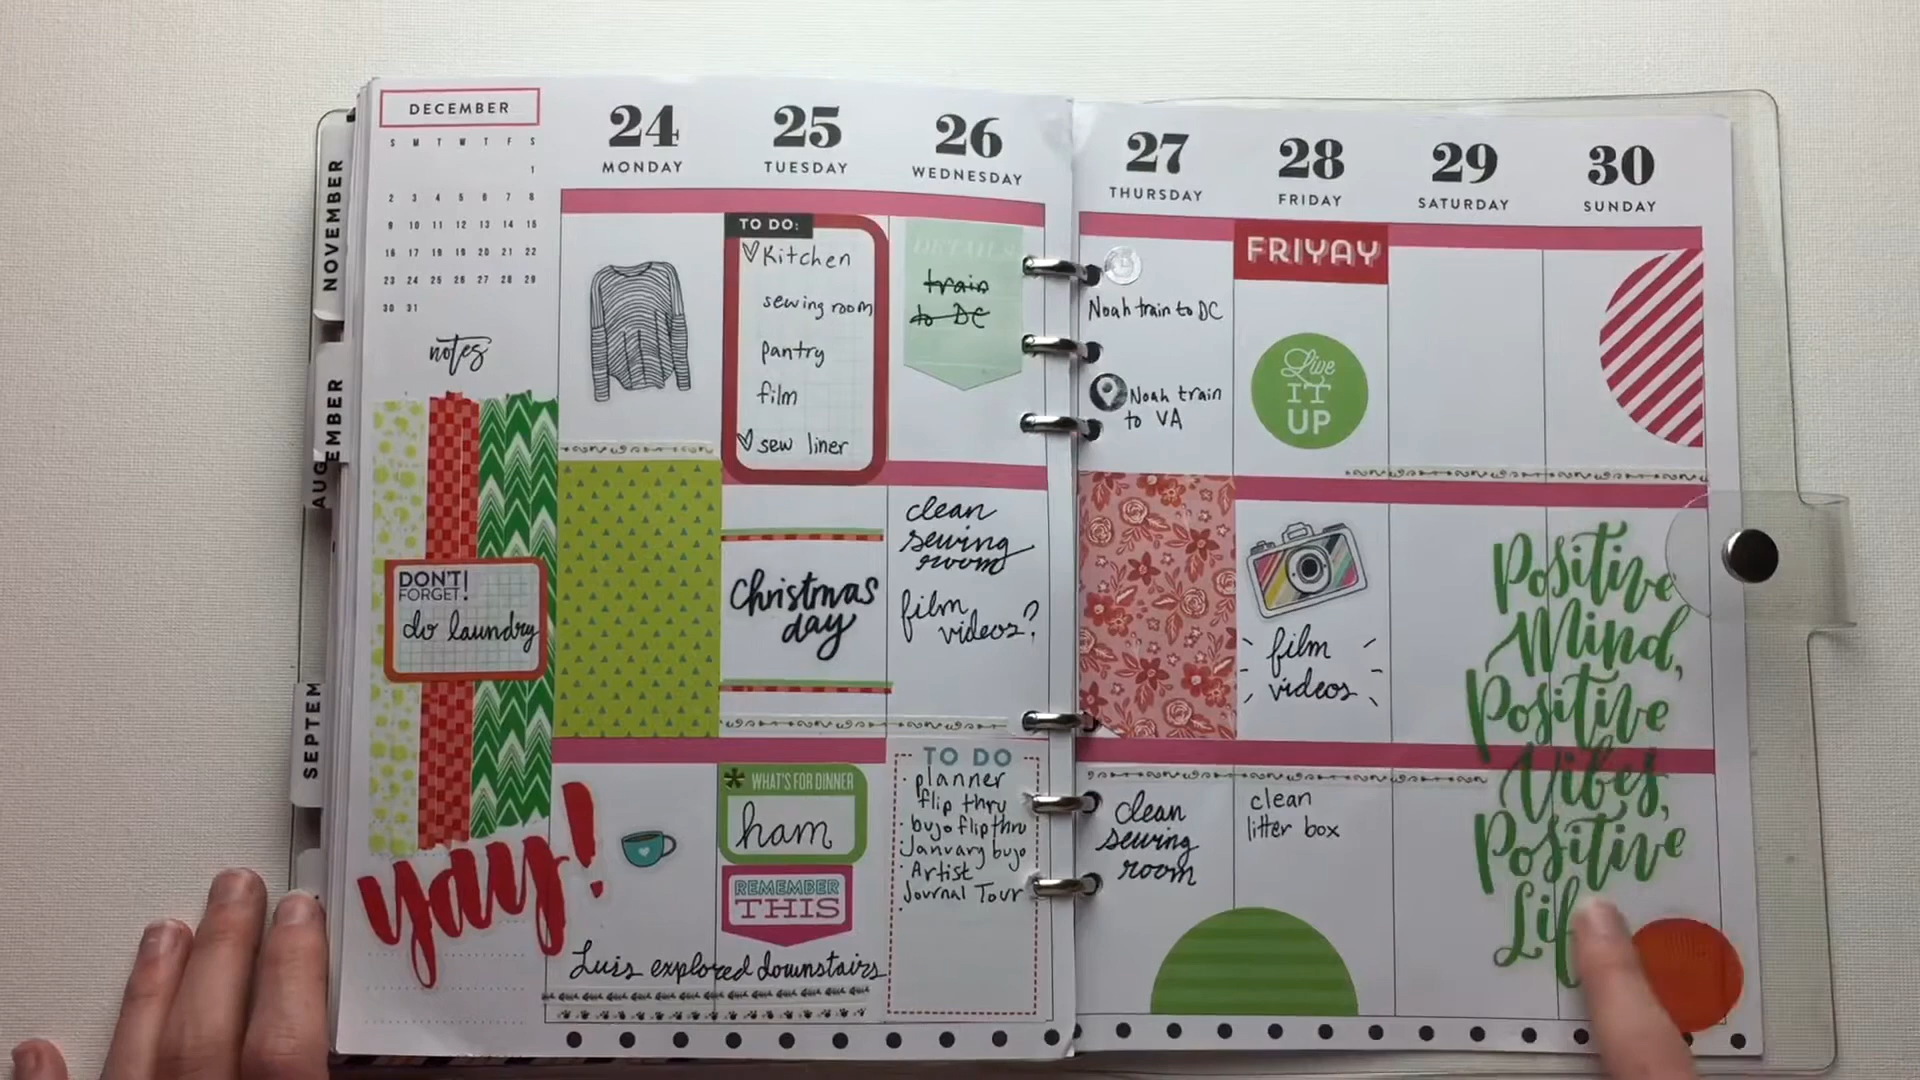 NOVEMBER
EMBER
AUG
SEPTEM
DECEMBER
S M T W T F S
1
2 3 4 5 6 7 8
9 10 11 12 13 14 15
16 17 18 19 20 21 22
23 24 25 26 27 28 29
30 31
notes
DON'T
FORGET!
do laundry
yay!
24
MONDAY
25
TUESDAY
26
WEDNESDAY
27
THURSDAY
28
FRIDAY
29
SATURDAY
30
SUNDAY
TO DO:
Kitchen
sewing room
pantry
film
sew liner
DETAILS
train
to DC
Noah train to DC
Noah train
to VA
FRIYAY
Live
IT
UP
Christmas
day
clean
sewing
room
film
videos?
film
videos
Positive
Mind,
Positive
Vibes,
Positive
Life
WHAT'S FOR DINNER
ham
REMEMBER
THIS
Luis explored downstairs
TO DO
· planner
flip thru
· bujo flipthru
· January bujo
· Artist
Journal Tour
·
clean
sewing
room
clean
litter box